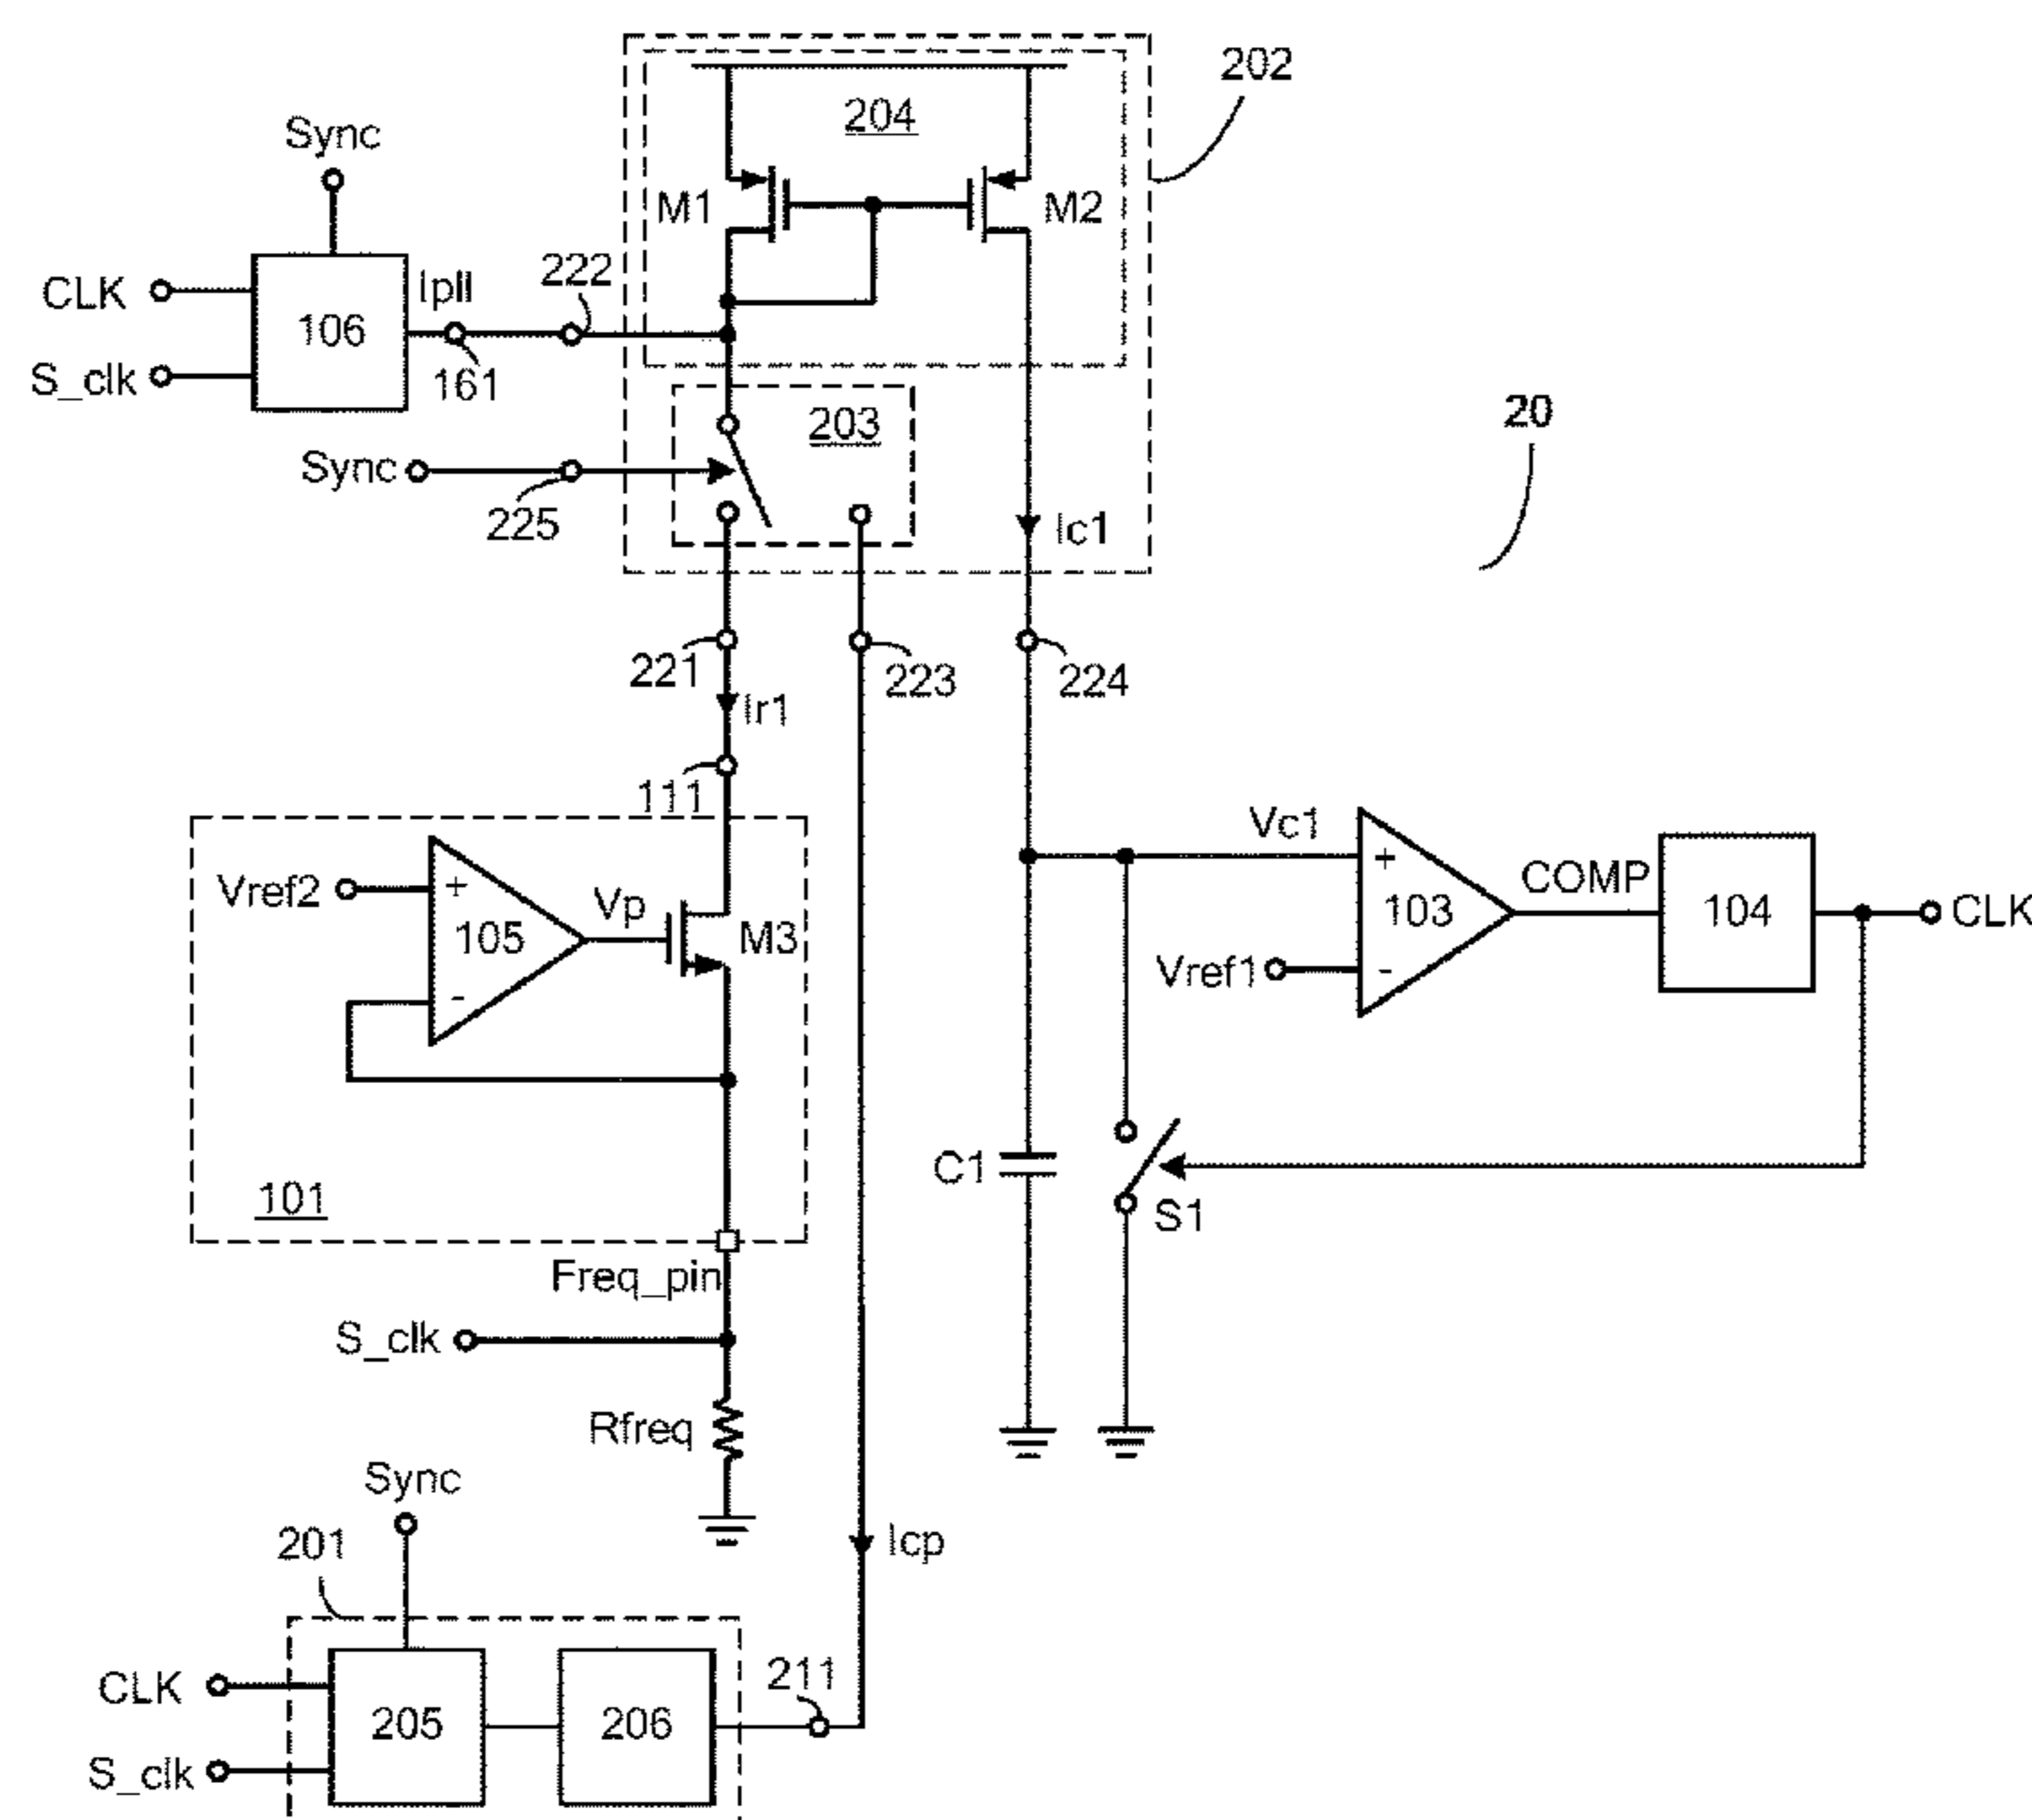 202
204
Sync
M1
M2
CLK
Ipll
222
106
S_clk
161
203
20
Sync
225
Ic1
221
223
224
Ir1
111
Vc1
Vref2
+
Vp
105
M3
-
+
COMP
103
104
CLK
Vref1
-
C1
S1
101
Freq_pin
S_clk
Rfreq
Sync
201
Icp
CLK
211
205
206
S_clk